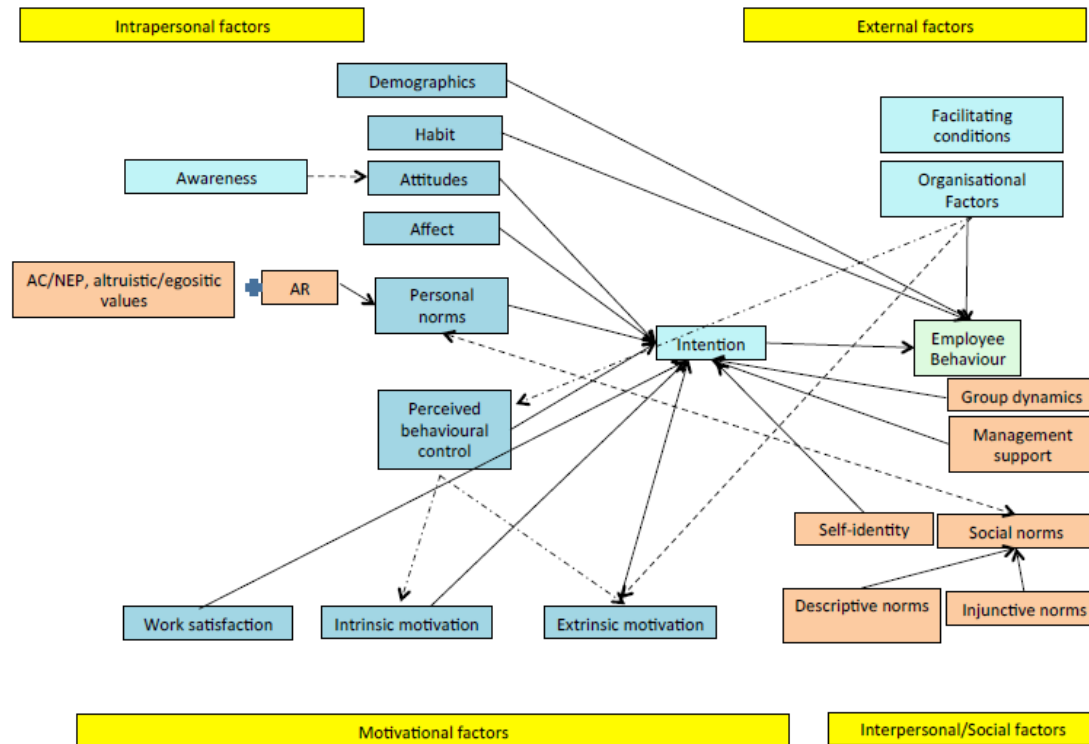 Intrapersonal factors
External factors
Demographics
Habit
Awareness
Attitudes
Affect
Facilitating
conditions
Organisational
Factors
AC/NEP, altruistic/egositic
values
AR
Personal
norms
Intention
Employee
Behaviour
Group dynamics
Management
support
Perceived
behavioural
control
Self-identity
Social norms
Descriptive norms
Injunctive norms
Work satisfaction
Intrinsic motivation
Extrinsic motivation
Motivational factors
Interpersonal/Social factors